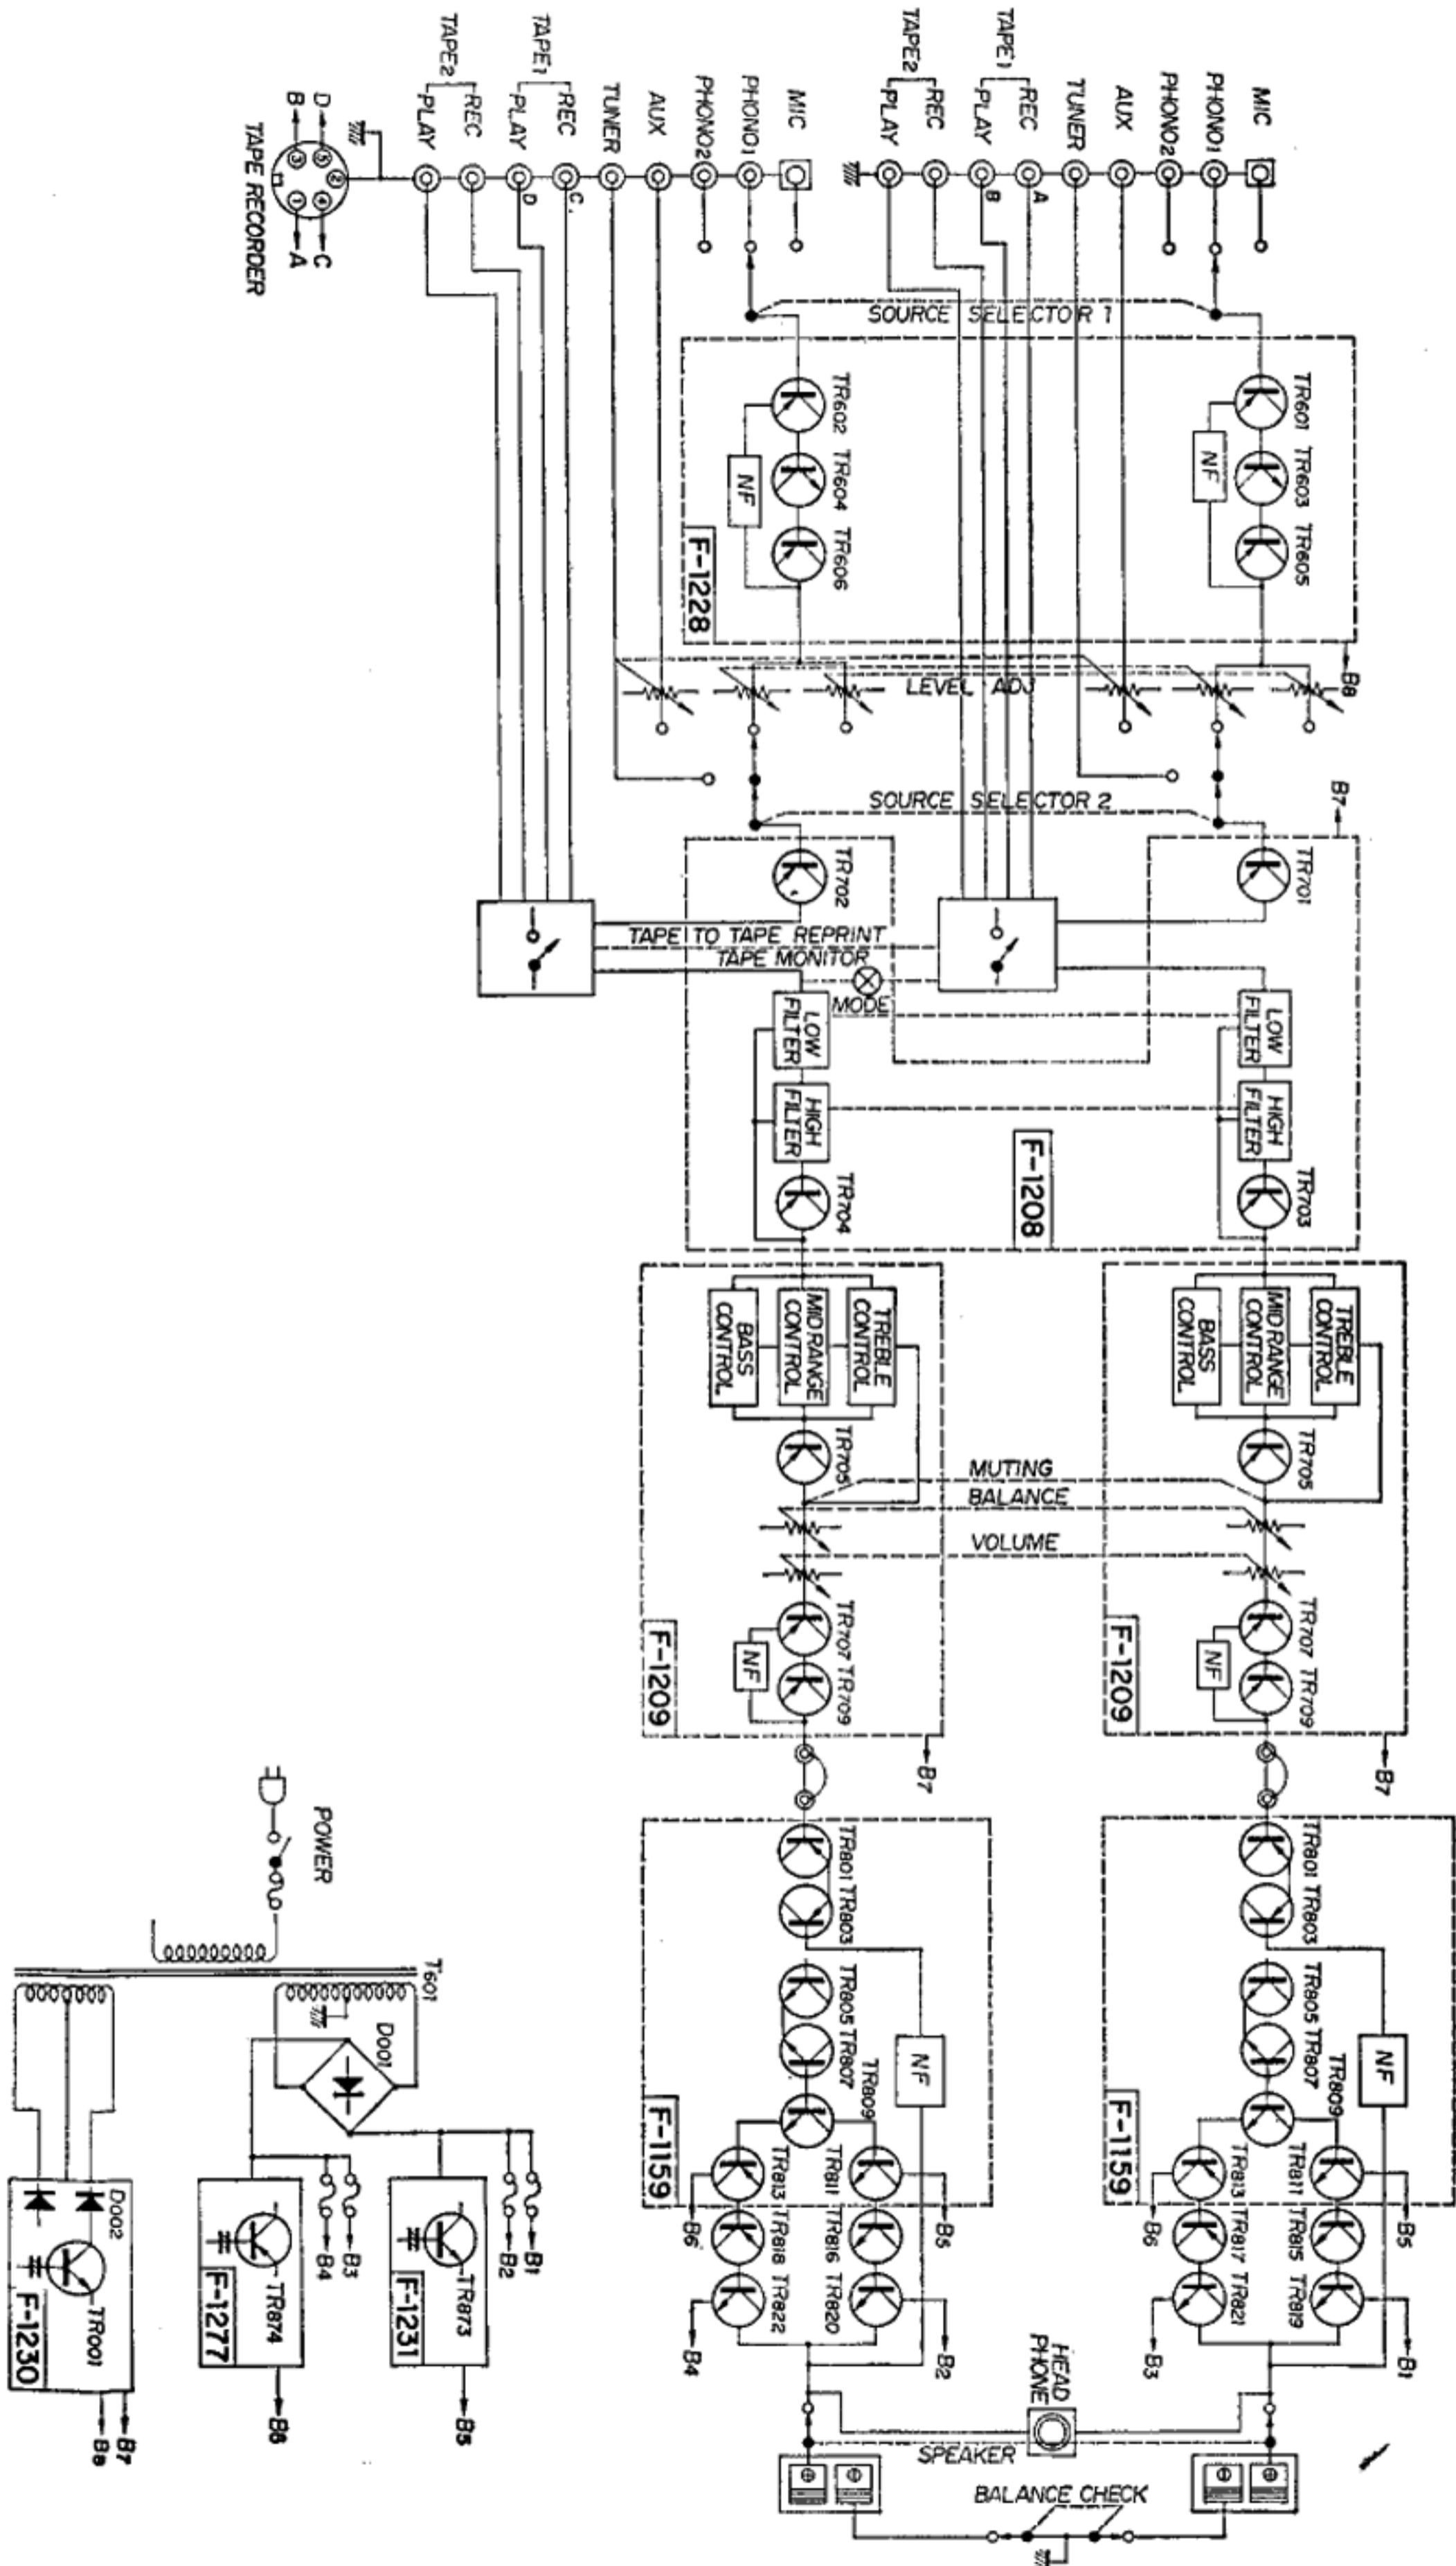 MIC
PHONO1
PHONO2
AUX
TUNER
TAPE1
REC
PLAY
TAPE2
REC
PLAY
A
B
MIC
PHONO1
PHONO2
AUX
TUNER
TAPE1
REC
PLAY
TAPE2
REC
PLAY
C
D
TAPE RECORDER
D
B
C
A
5
3
2
4
1
SOURCE SELECTOR 1
TR601
TR603
TR605
NF
TR602
TR604
TR606
NF
F-1228
B8
LEVEL ADJ
SOURCE SELECTOR 2
B7
TR701
TR702
TAPE TO TAPE REPRINT
TAPE MONITOR
MODE
LOW FILTER
HIGH FILTER
TR703
LOW FILTER
HIGH FILTER
TR704
F-1208
TREBLE CONTROL
MIDRANGE CONTROL
BASS CONTROL
TR705
TREBLE CONTROL
MIDRANGE CONTROL
BASS CONTROL
TR705
MUTING
BALANCE
VOLUME
TR707
TR709
NF
F-1209
B7
TR707
TR709
NF
F-1209
B7
TR801
TR803
TR805
TR807
TR809
NF
TR811
TR813
F-1159
B5
B6
TR815
TR817
TR819
TR821
B1
B3
TR801
TR803
TR805
TR807
TR809
NF
TR811
TR813
F-1159
B5
B6
TR816
TR818
TR820
TR822
B2
B4
HEAD PHONE
SPEAKER
BALANCE CHECK
POWER
T601
D001
B1
B2
B3
B4
TR873
F-1231
B5
TR874
F-1277
B6
D002
TR001
F-1230
B7
B8